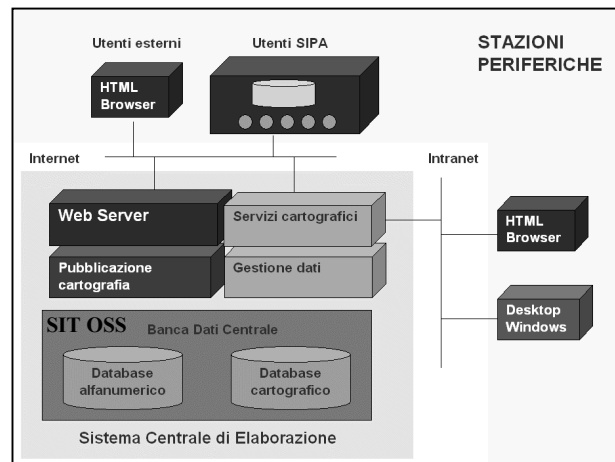 Utenti esterni
Utenti SIPA
STAZIONI
PERIFERICHE
HTML
Browser
Internet
Intranet
Web Server
Servizi cartografici
HTML
Browser
Pubblicazione
cartografia
Gestione dati
Desktop
Windows
SIT OSS
Banca Dati Centrale
Database
alfanumerico
Database
cartografico
Sistema Centrale di Elaborazione